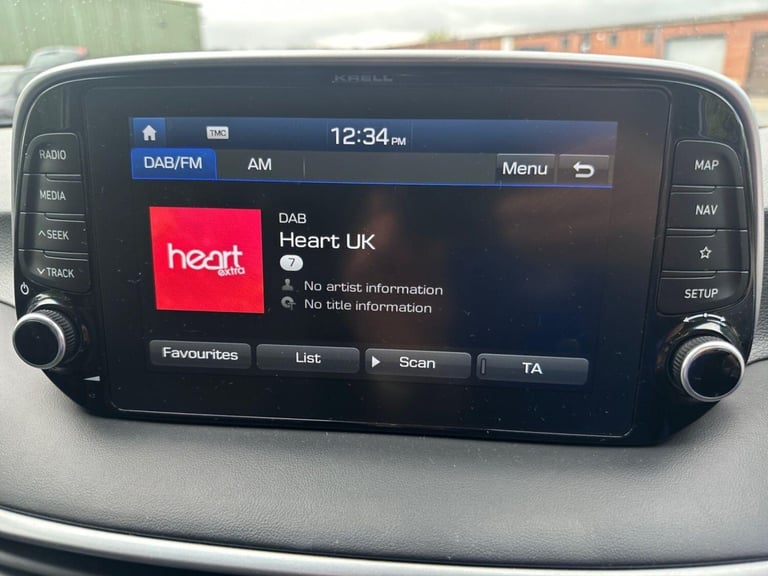 KRELL
TMC
12:34 PM
DAB/FM AM Menu
DAB
Heart UK
7
No artist information
No title information
heart
extra
Favourites List Scan TA
RADIO
MEDIA
SEEK
TRACK
MAP
NAV
SETUP